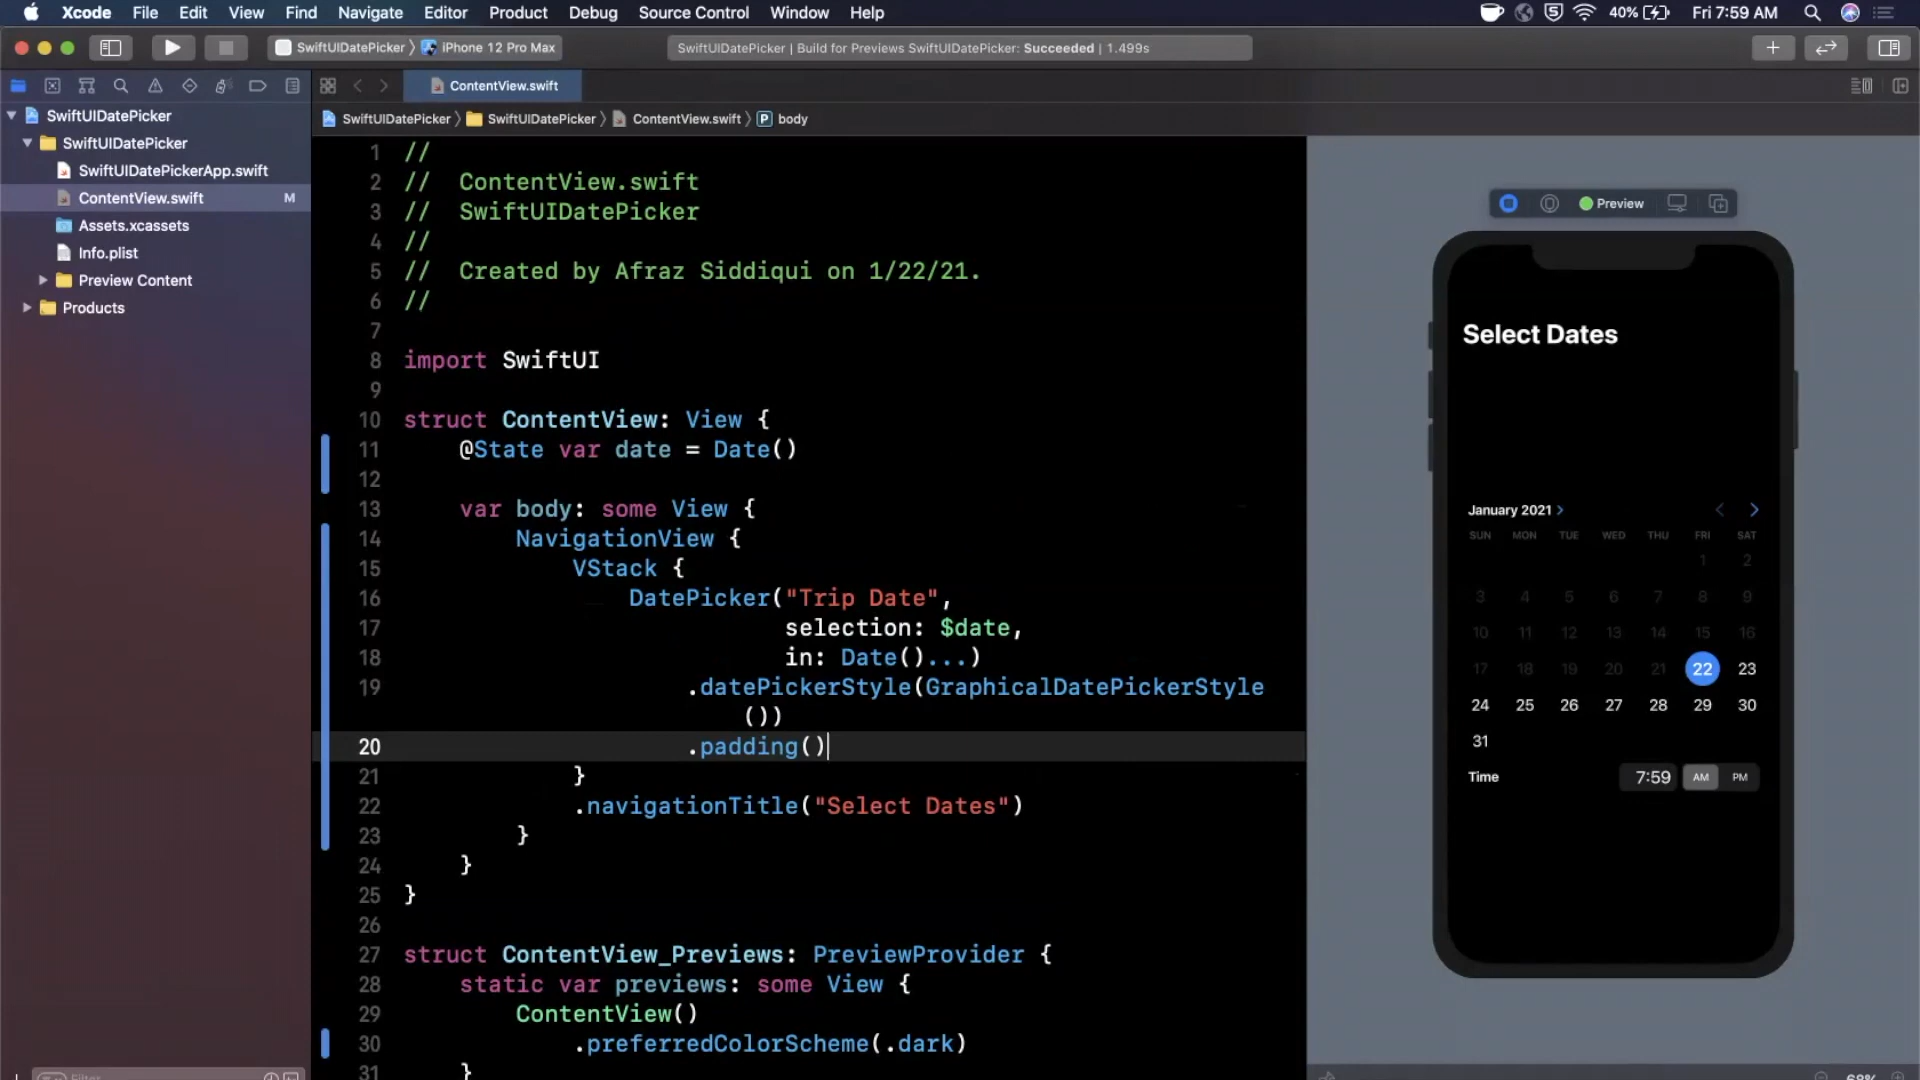 Xcode File Edit View Find Navigate Editor Product Debug Source Control Window Help 40% Fri 7:59 AM
SwiftUIDatePicker 〉 iPhone 12 Pro Max
SwiftUIDatePicker | Build for Previews SwiftUIDatePicker: Succeeded | 1.499s
ContentView.swift
SwiftUIDatePicker 〉 SwiftUIDatePicker 〉 ContentView.swift 〉 P body
SwiftUIDatePicker
SwiftUIDatePicker
SwiftUIDatePickerApp.swift
ContentView.swift M
Assets.xcassets
Info.plist
Preview Content
Products
Filter
1 //
2 //  ContentView.swift
3 //  SwiftUIDatePicker
4 //
5 //  Created by Afraz Siddiqui on 1/22/21.
6 //
7
8 import SwiftUI
9
10 struct ContentView: View {
11     @State var date = Date()
12
13     var body: some View {
14         NavigationView {
15             VStack {
16                 DatePicker("Trip Date",
17                            selection: $date,
18                            in: Date()...)
19                     .datePickerStyle(GraphicalDatePickerStyle
())
20                     .padding()
21             }
22             .navigationTitle("Select Dates")
23         }
24     }
25 }
26
27 struct ContentView_Previews: PreviewProvider {
28     static var previews: some View {
29         ContentView()
30             .preferredColorScheme(.dark)
31     }
Preview
Select Dates
January 2021
SUN MON TUE WED THU FRI SAT
1 2
3 4 5 6 7 8 9
10 11 12 13 14 15 16
17 18 19 20 21 22 23
24 25 26 27 28 29 30
31
Time 7:59 AM PM
68%